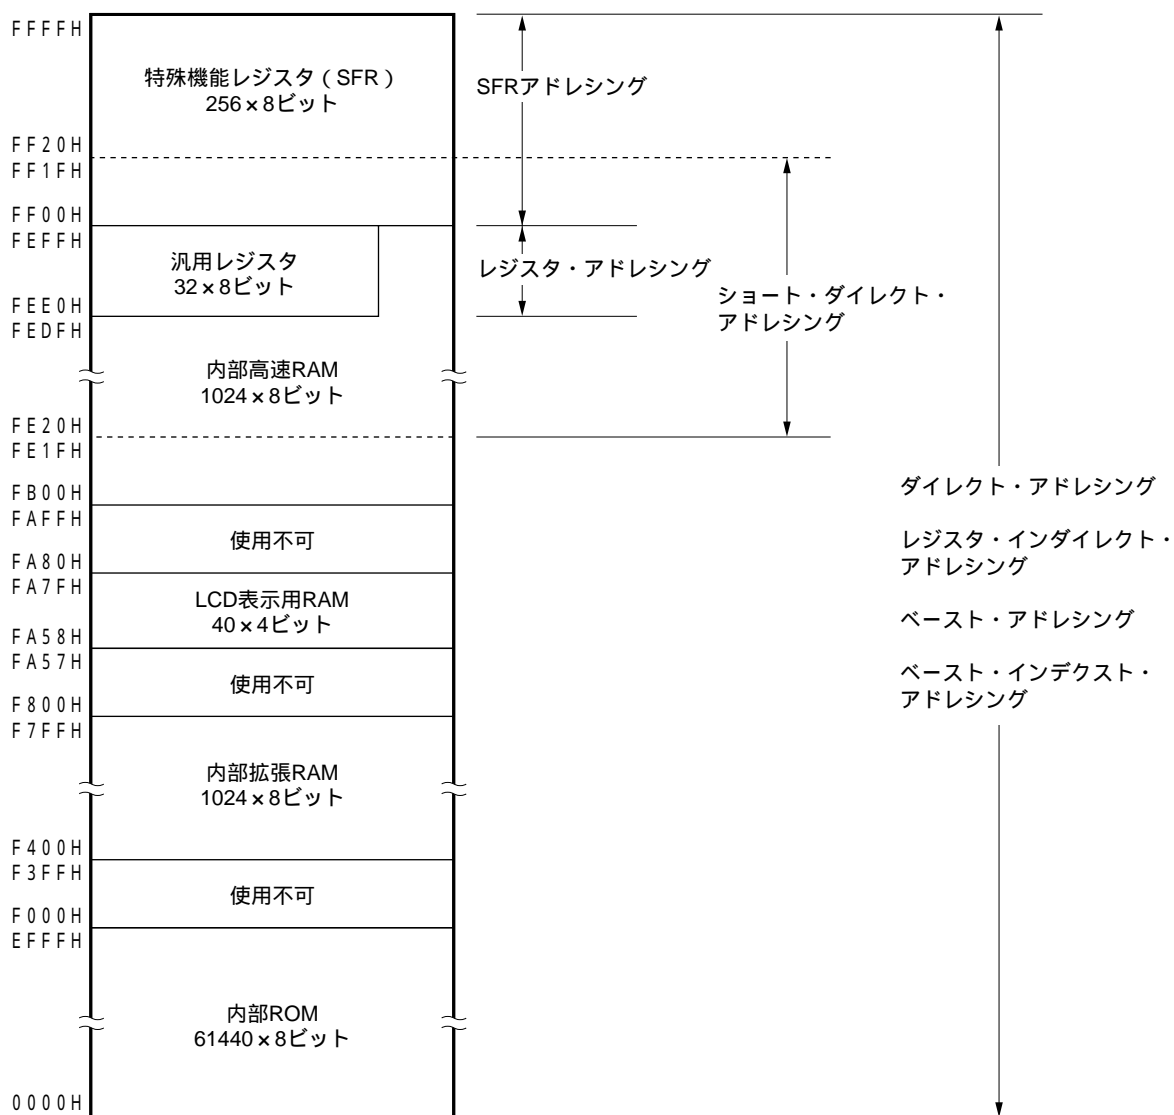 FFFFH
特殊機能レジスタ（SFR）
256×8ビット
SFRアドレシング
FF20H
FF1FH
FF00H
FEFFH
汎用レジスタ
32×8ビット
レジスタ・アドレシング
ショート・ダイレクト・
アドレシング
FEE0H
FEDFH
内部高速RAM
1024×8ビット
FE20H
FE1FH
FB00H
FAFFH
使用不可
FA80H
FA7FH
LCD表示用RAM
40×4ビット
FA58H
FA57H
使用不可
F800H
F7FFH
内部拡張RAM
1024×8ビット
F400H
F3FFH
使用不可
F000H
EFFFH
内部ROM
61440×8ビット
0000H
ダイレクト・アドレシング
レジスタ・インダイレクト・
アドレシング
ベースト・アドレシング
ベースト・インデクスト・
アドレシング